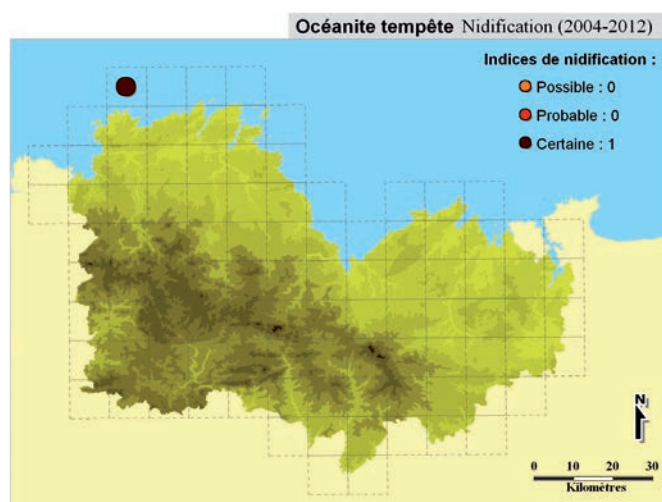 Océanite tempête Nidification (2004-2012)
Indices de nidification :
Possible : 0
Probable : 0
Certaine : 1
N
0 10 20 30
Kilomètres